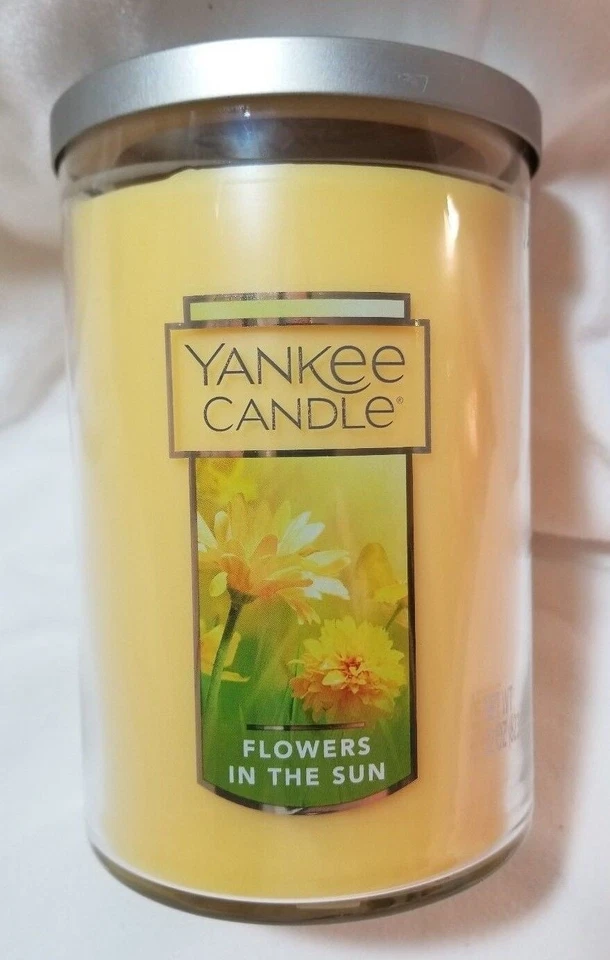 YANKEE
CANDLE®
FLOWERS
IN THE SUN